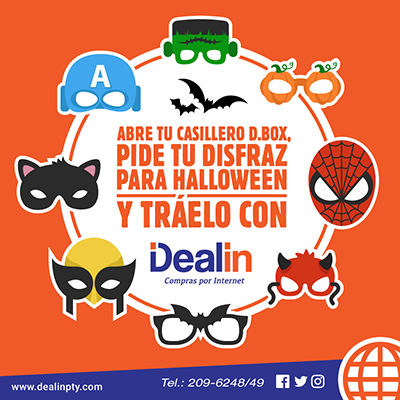 A
ABRE TU CASILLERO D.BOX,
PIDE TU DISFRAZ
PARA HALLOWEEN
Y TRÁELO CON
Dealin
Compras por Internet
www.dealinpty.com
Tel.: 209-6248/49